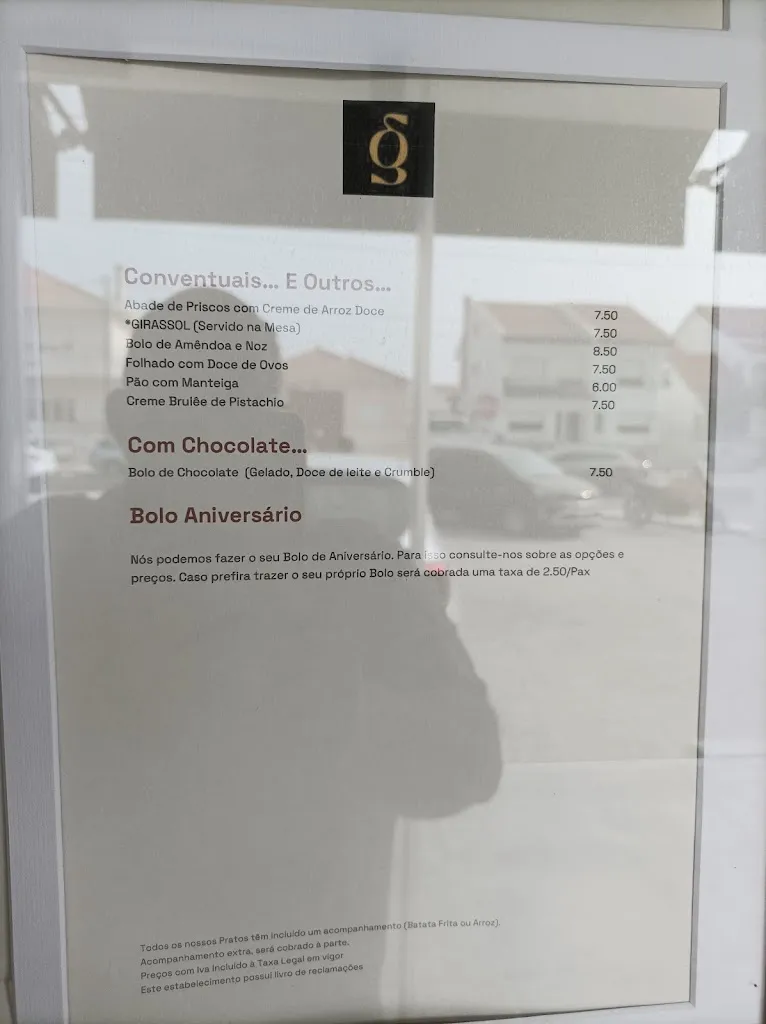 g
Conventuais... E Outros...
Abade de Priscos com Creme de Arroz Doce 7.50
*GIRASSOL (Servido na Mesa) 7.50
Bolo de Amêndoa e Noz 8.50
Folhado com Doce de Ovos 7.50
Pão com Manteiga 6.00
Creme Brulêe de Pistachio 7.50
Com Chocolate...
Bolo de Chocolate (Gelado, Doce de leite e Crumble) 7.50
Bolo Aniversário
Nós podemos fazer o seu Bolo de Aniversário. Para isso consulte-nos sobre as opções e
preços. Caso prefira trazer o seu próprio Bolo será cobrada uma taxa de 2.50/Pax
Todos os nossos Pratos têm incluído um acompanhamento (Batata Frita ou Arroz).
Acompanhamento extra, será cobrado à parte.
Preços com Iva Incluído à Taxa Legal em vigor
Este estabelecimento possui livro de reclamações